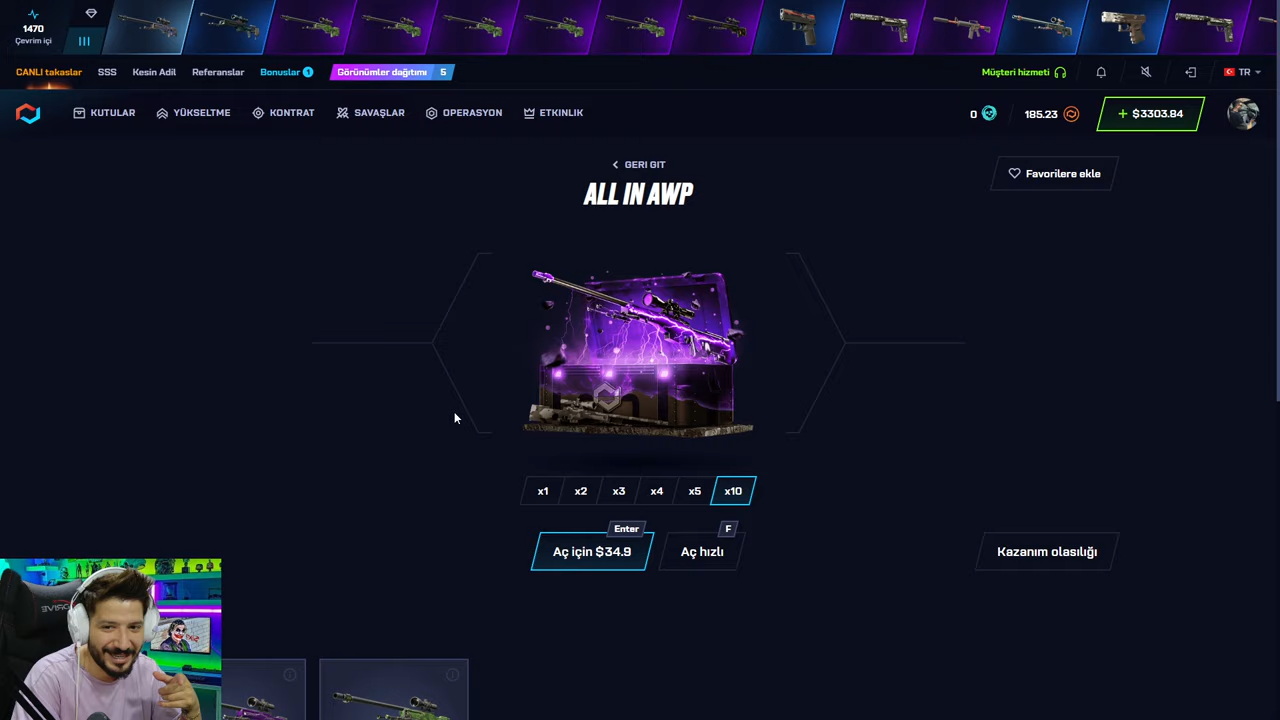 1470
Çevrim içi
CANLI takaslar
SSS
Kesin Adil
Referanslar
Bonuslar 1
Görünümler dağıtımı 5
Müşteri hizmeti
TR
KUTULAR
YÜKSELTME
KONTRAT
SAVAŞLAR
OPERASYON
ETKINLIK
0
185.23
+ $3303.84
GERI GIT
ALL IN AWP
Favorilere ekle
x1
x2
x3
x4
x5
x10
Enter
F
Aç için $34.9
Aç hızlı
Kazanım olasılığı